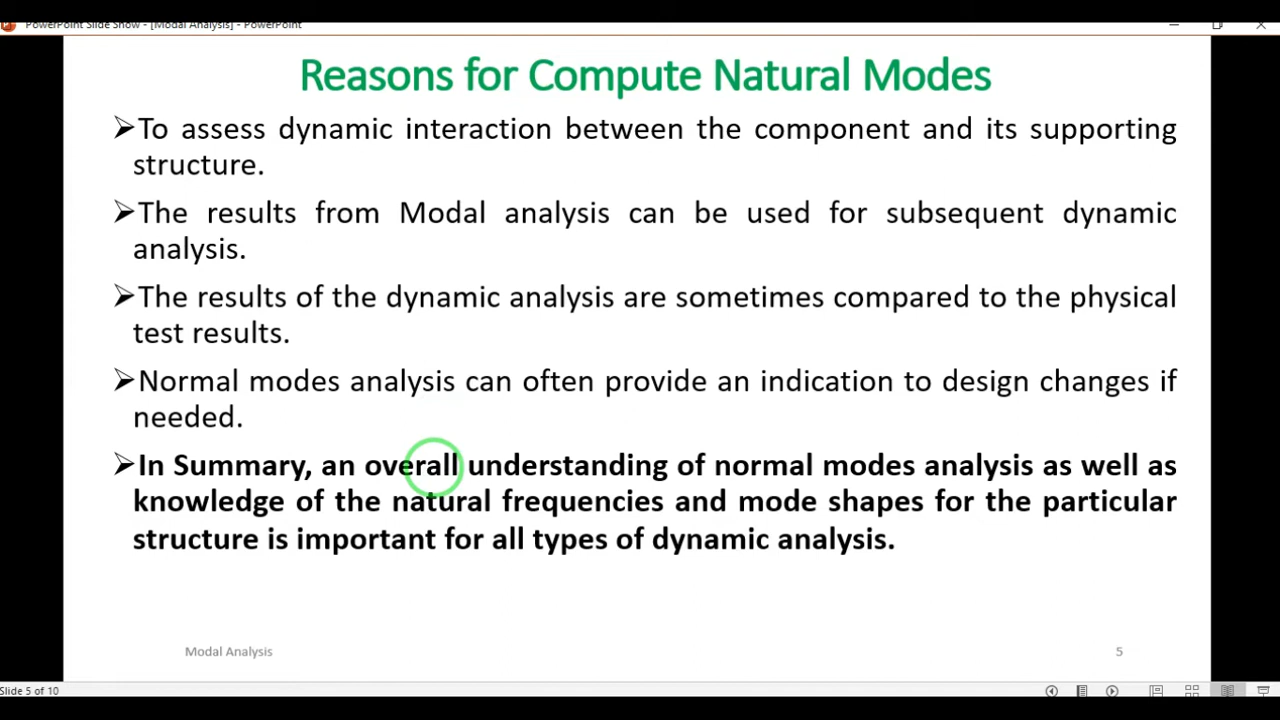 PowerPoint Slide Show - [Modal Analysis] - PowerPoint
Reasons for Compute Natural Modes
➢To assess dynamic interaction between the component and its supporting
structure.
➢The results from Modal analysis can be used for subsequent dynamic
analysis.
➢The results of the dynamic analysis are sometimes compared to the physical
test results.
➢Normal modes analysis can often provide an indication to design changes if
needed.
➢In Summary, an overall understanding of normal modes analysis as well as
knowledge of the natural frequencies and mode shapes for the particular
structure is important for all types of dynamic analysis.
Modal Analysis
5
Slide 5 of 10